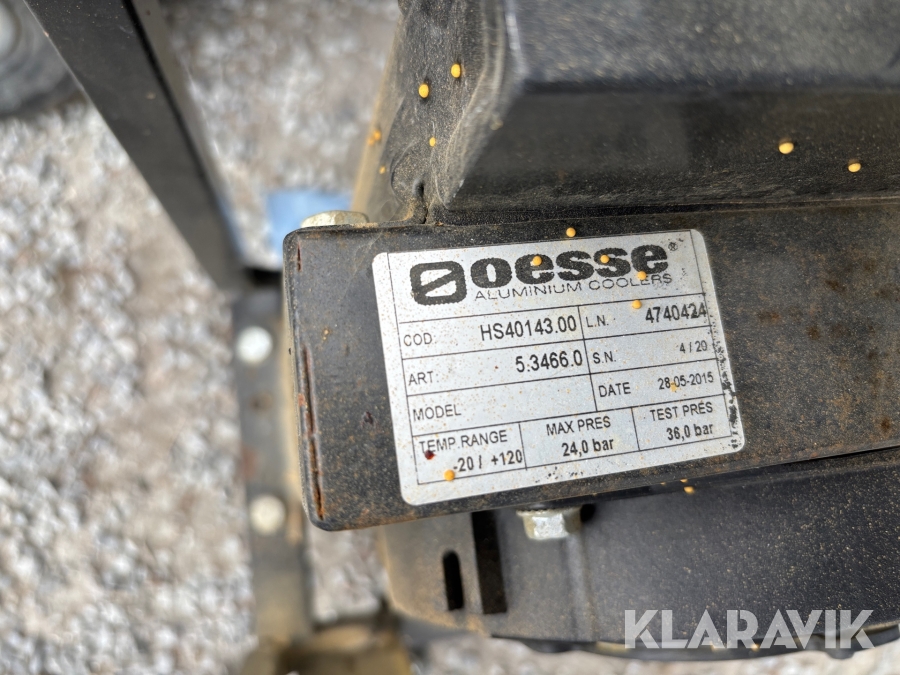 oesse®
ALUMINIUM COOLERS
COD. HS40143.00 L.N. 4740424
ART: 5.3466.0 S.N. 4 / 20
MODEL DATE 28-05-2015
TEMP.RANGE MAX PRES TEST PRES
-20 / +120 24,0 bar 36,0 bar
KLARAVIK